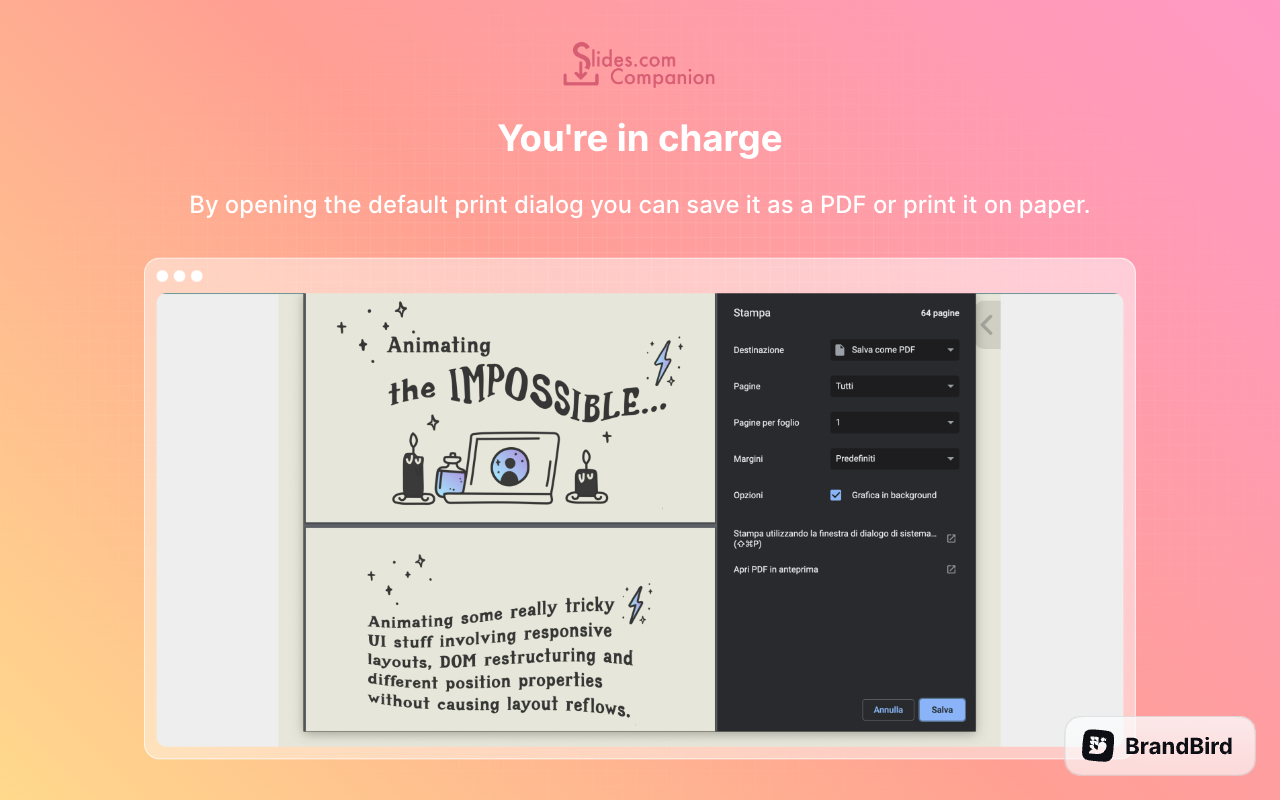 Slides.com
Companion
You're in charge
By opening the default print dialog you can save it as a PDF or print it on paper.
Animating
the IMPOSSIBLE...
Animating some really tricky
UI stuff involving responsive
layouts, DOM restructuring and
different position properties
without causing layout reflows.
Stampa 64 pagine
Destinazione Salva come PDF
Pagine Tutti
Pagine per foglio 1
Margini Predefiniti
Opzioni Grafica in background
Stampa utilizzando la finestra di dialogo di sistema...
(⇧⌘P)
Apri PDF in anteprima
Annulla Salva
BrandBird